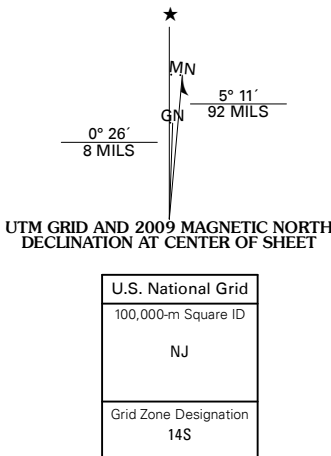 ★
MN
GN
5° 11´
92 MILS
0° 26´
8 MILS
UTM GRID AND 2009 MAGNETIC NORTH
DECLINATION AT CENTER OF SHEET
U.S. National Grid
100,000-m Square ID
NJ
Grid Zone Designation
14S